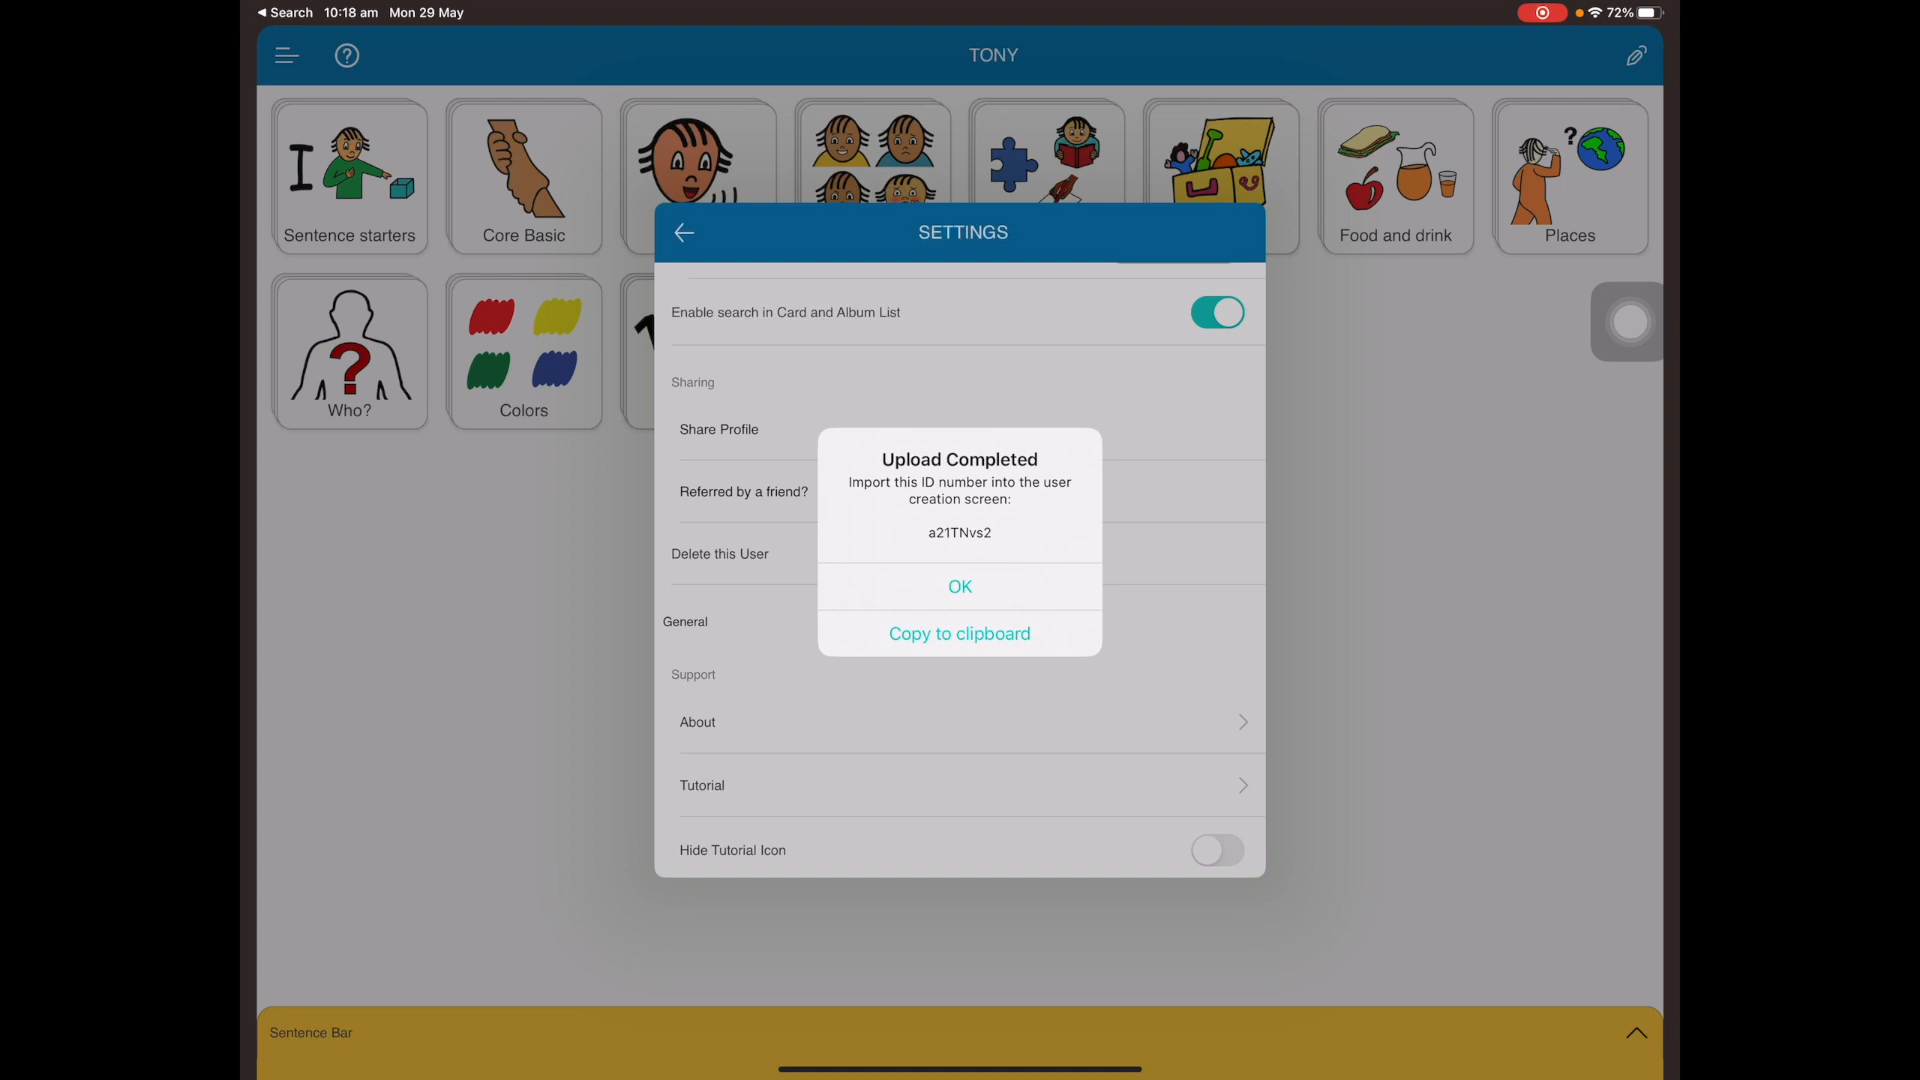 Search 10:18 am Mon 29 May
72%
TONY
I
?
Sentence starters
Core Basic
Food and drink
Places
SETTINGS
Enable search in Card and Album List
?
Who?
Colors
Sharing
Share Profile
Referred by a friend?
Delete this User
General
Support
About
Tutorial
Hide Tutorial Icon
Upload Completed
Import this ID number into the user
creation screen:
a21TNvs2
OK
Copy to clipboard
Sentence Bar